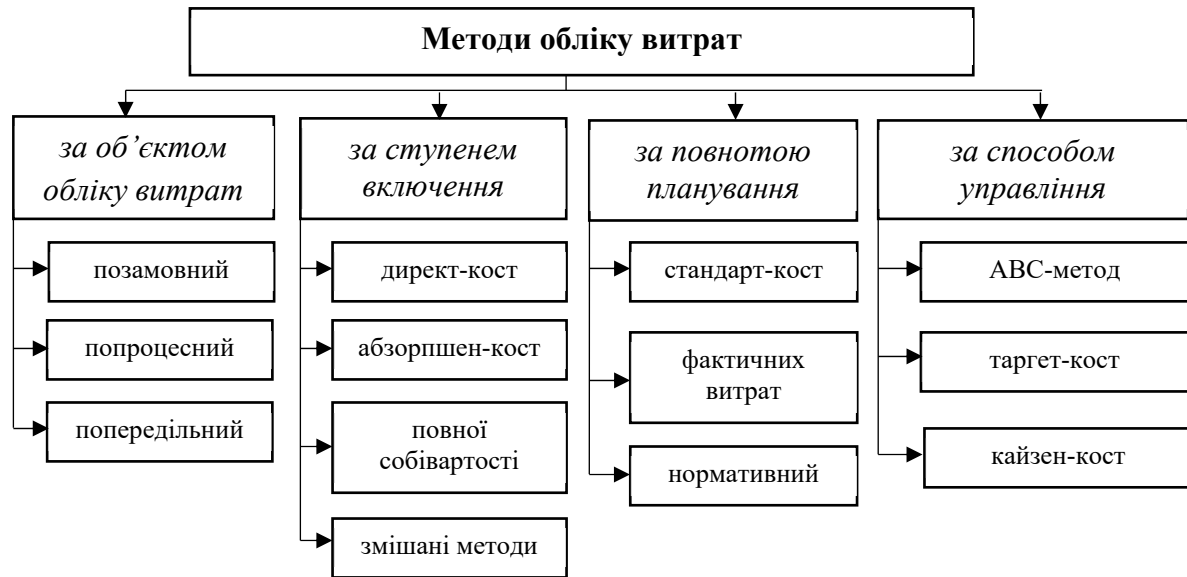 Методи обліку витрат
за об’єктом
обліку витрат
позамовний
попроцесний
попередільний
за ступенем
включення
директ-кост
абзорпшен-кост
повної
собівартості
змішані методи
за повнотою
планування
стандарт-кост
фактичних
витрат
нормативний
за способом
управління
АВС-метод
таргет-кост
кайзен-кост